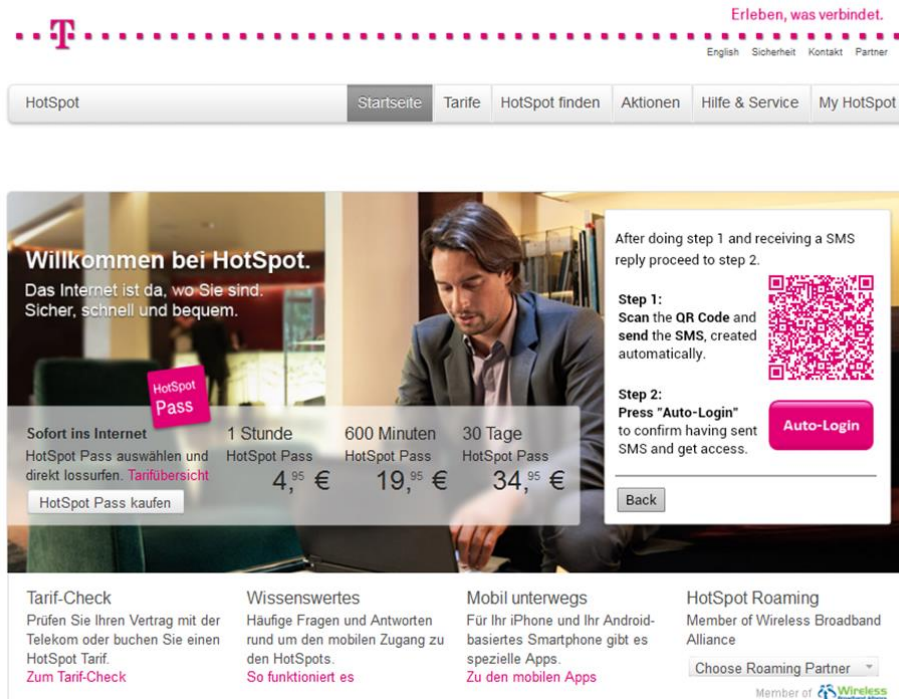 Erleben, was verbindet.
T
English Sicherheit Kontakt Partner
HotSpot Startseite Tarife HotSpot finden Aktionen Hilfe & Service My HotSpot
Willkommen bei HotSpot.
Das Internet ist da, wo Sie sind.
Sicher, schnell und bequem.
HotSpot
Pass
Sofort ins Internet
HotSpot Pass auswählen und
direkt lossurfen. Tarifübersicht
HotSpot Pass kaufen
1 Stunde
HotSpot Pass
4,95 €
600 Minuten
HotSpot Pass
19,95 €
30 Tage
HotSpot Pass
34,95 €
After doing step 1 and receiving a SMS
reply proceed to step 2.
Step 1:
Scan the QR Code and
send the SMS, created
automatically.
Step 2:
Press "Auto-Login"
to confirm having sent
SMS and get access.
Auto-Login
Back
Tarif-Check
Prüfen Sie Ihren Vertrag mit der
Telekom oder buchen Sie einen
HotSpot Tarif.
Zum Tarif-Check
Wissenswertes
Häufige Fragen und Antworten
rund um den mobilen Zugang zu
den HotSpots.
So funktioniert es
Mobil unterwegs
Für Ihr iPhone und Ihr Android-
basiertes Smartphone gibt es
spezielle Apps.
Zu den mobilen Apps
HotSpot Roaming
Member of Wireless Broadband
Alliance
Choose Roaming Partner
Member of Wireless